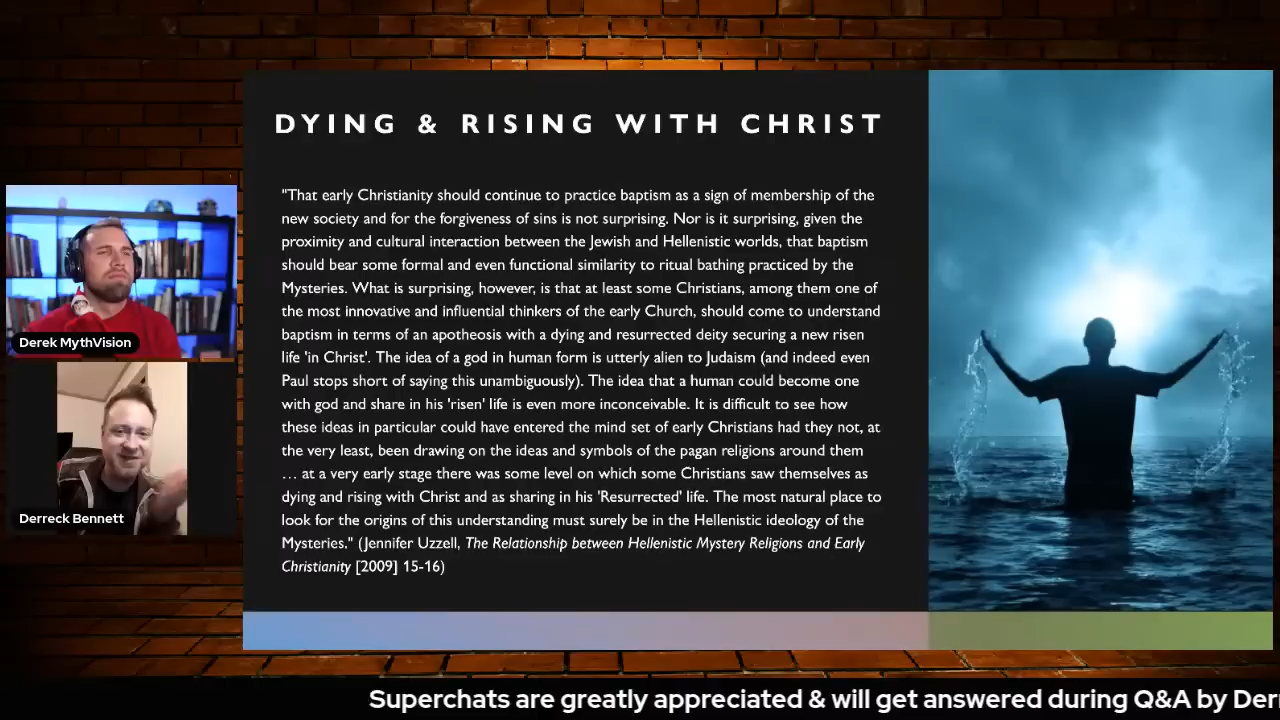 DYING & RISING WITH CHRIST
"That early Christianity should continue to practice baptism as a sign of membership of the
new society and for the forgiveness of sins is not surprising. Nor is it surprising, given the
proximity and cultural interaction between the Jewish and Hellenistic worlds, that baptism
should bear some formal and even functional similarity to ritual bathing practiced by the
Mysteries. What is surprising, however, is that at least some Christians, among them one of
the most innovative and influential thinkers of the early Church, should come to understand
baptism in terms of an apotheosis with a dying and resurrected deity securing a new risen
life 'in Christ'. The idea of a god in human form is utterly alien to Judaism (and indeed even
Paul stops short of saying this unambiguously). The idea that a human could become one
with god and share in his 'risen' life is even more inconceivable. It is difficult to see how
these ideas in particular could have entered the mind set of early Christians had they not, at
the very least, been drawing on the ideas and symbols of the pagan religions around them
… at a very early stage there was some level on which some Christians saw themselves as
dying and rising with Christ and as sharing in his 'Resurrected' life. The most natural place to
look for the origins of this understanding must surely be in the Hellenistic ideology of the
Mysteries." (Jennifer Uzzell, The Relationship between Hellenistic Mystery Religions and Early
Christianity [2009] 15-16)
Derek MythVision
Derreck Bennett
Superchats are greatly appreciated & will get answered during Q&A by Der